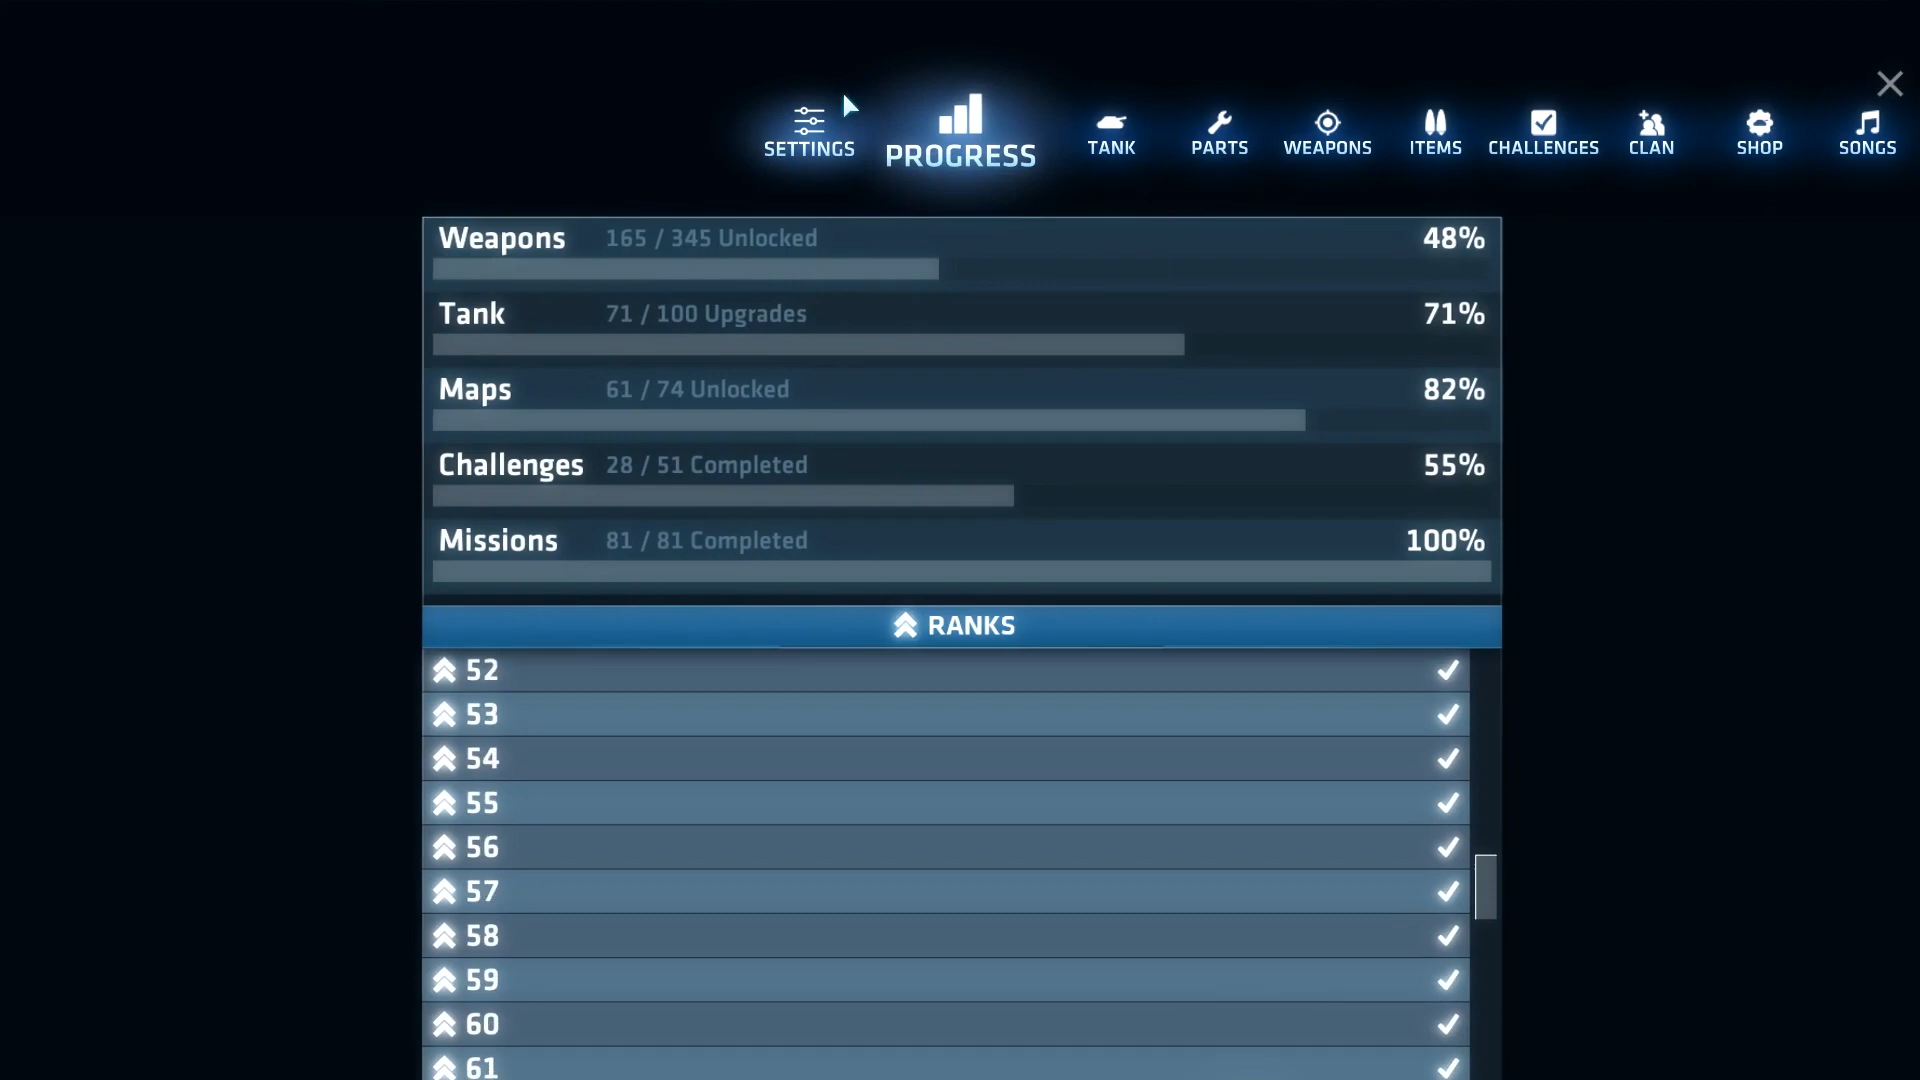 SETTINGS
PROGRESS
TANK
PARTS
WEAPONS
ITEMS
CHALLENGES
CLAN
SHOP
SONGS
Weapons 165 / 345 Unlocked 48%
Tank 71 / 100 Upgrades 71%
Maps 61 / 74 Unlocked 82%
Challenges 28 / 51 Completed 55%
Missions 81 / 81 Completed 100%
RANKS
52
53
54
55
56
57
58
59
60
61